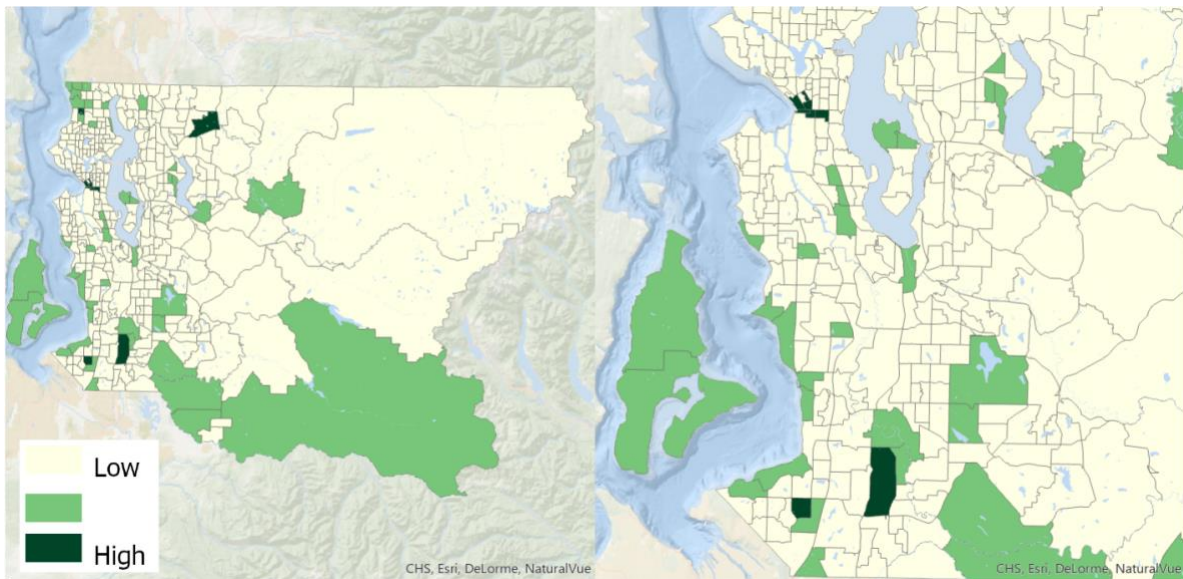 Low
High
CHS, Esri, DeLorme, NaturalVue
CHS, Esri, DeLorme, NaturalVue